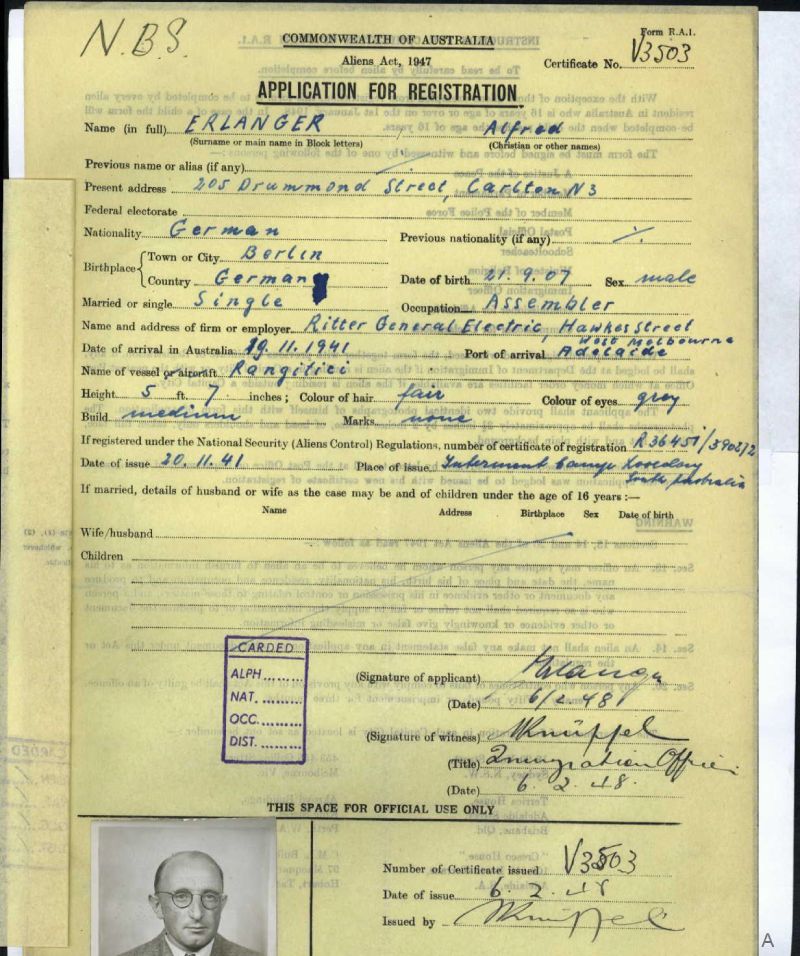 N.B.S.
COMMONWEALTH OF AUSTRALIA
Form R.A.1.
Aliens Act, 1947
Certificate No. V3503
APPLICATION FOR REGISTRATION
Name (in full) ERLANGER Alfred
(Surname or main name in Block letters) (Christian or other names)
Previous name or alias (if any)
Present address 205 Drummond Street, Carlton N3
Federal electorate
Nationality German Previous nationality (if any) ./.
Birthplace { Town or City Berlin
Country German Date of birth 21.9.07 Sex male
Married or single Single Occupation Assembler
Name and address of firm or employer Ritter General Electric, Hawkes Street
West Melbourne
Date of arrival in Australia 19.11.1941 Port of arrival Adelaide
Name of vessel or aircraft Rangitici
Height 5 ft. 7 inches; Colour of hair fair Colour of eyes grey
Build medium Marks none
If registered under the National Security (Aliens Control) Regulations, number of certificate of registration R36451/
Date of issue 20.11.41 Place of issue Internment Camp
South Australia
If married, details of husband or wife as the case may be and of children under the age of 16 years :—
Name Address Birthplace Sex Date of birth
Wife/husband
Children
CARDED
ALPH.
NAT.
OCC.
DIST.
(Signature of applicant) Erlanger
(Date) 6/2.48
(Signature of witness) WKnüppel
(Title) Immigration Officer
(Date) 6.2.48.
THIS SPACE FOR OFFICIAL USE ONLY
Number of Certificate issued V3503
Date of issue 6.2.48
Issued by WKnüppel
A